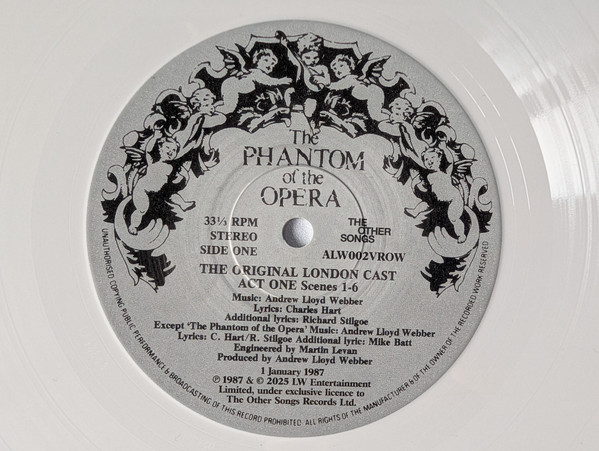 The
PHANTOM
of the
OPERA
33⅓ RPM
STEREO
SIDE ONE
THE
OTHER
SONGS
ALW002VROW
THE ORIGINAL LONDON CAST
ACT ONE Scenes 1-6
Music: Andrew Lloyd Webber
Lyrics: Charles Hart
Additional lyrics: Richard Stilgoe
Except ‘The Phantom of the Opera’ Music: Andrew Lloyd Webber
Lyrics: C. Hart/R. Stilgoe Additional lyric: Mike Batt
Engineered by Martin Levan
Produced by Andrew Lloyd Webber
1 January 1987
℗ 1987 & © 2025 LW Entertainment
Limited, under exclusive licence to
The Other Songs Records Ltd.
UNAUTHORISED COPYING PUBLIC PERFORMANCE & BROADCASTING OF THIS RECORD PROHIBITED. ALL RIGHTS OF THE MANUFACTURER & OF THE OWNER OF THE RECORDED WORK RESERVED